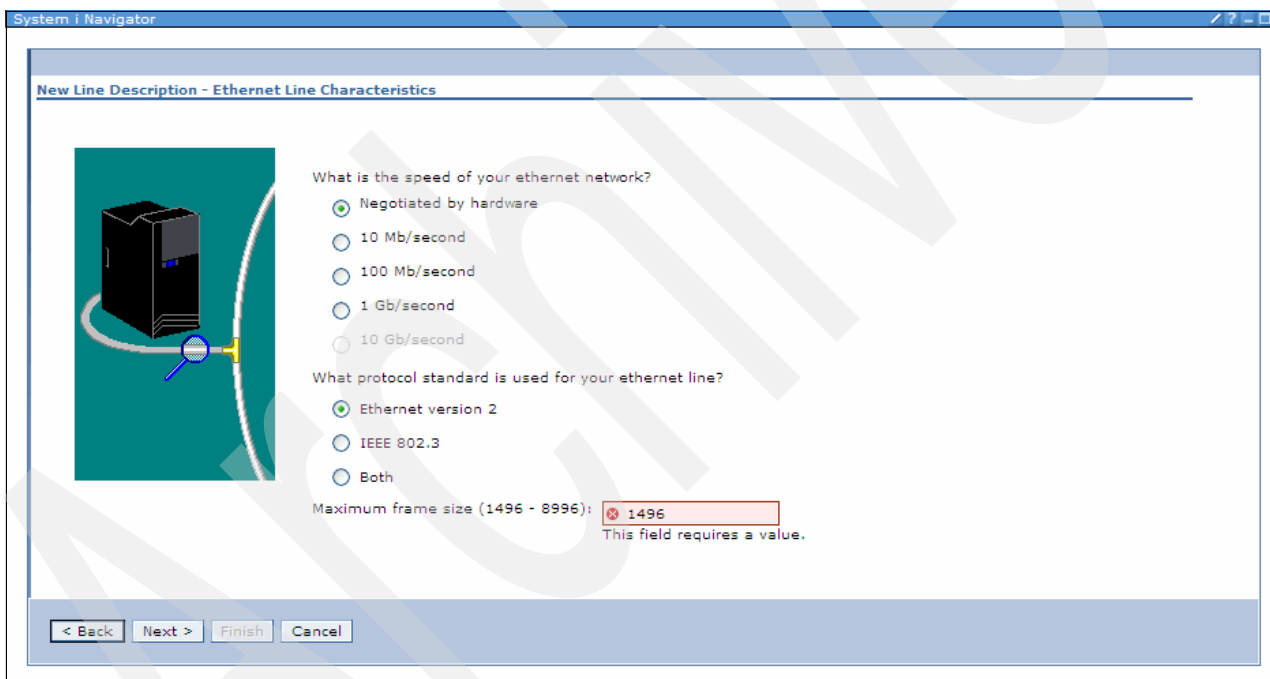 System i Navigator
New Line Description - Ethernet Line Characteristics
What is the speed of your ethernet network?
Negotiated by hardware
10 Mb/second
100 Mb/second
1 Gb/second
10 Gb/second
What protocol standard is used for your ethernet line?
Ethernet version 2
IEEE 802.3
Both
Maximum frame size (1496 - 8996): 1496
This field requires a value.
< Back Next > Finish Cancel